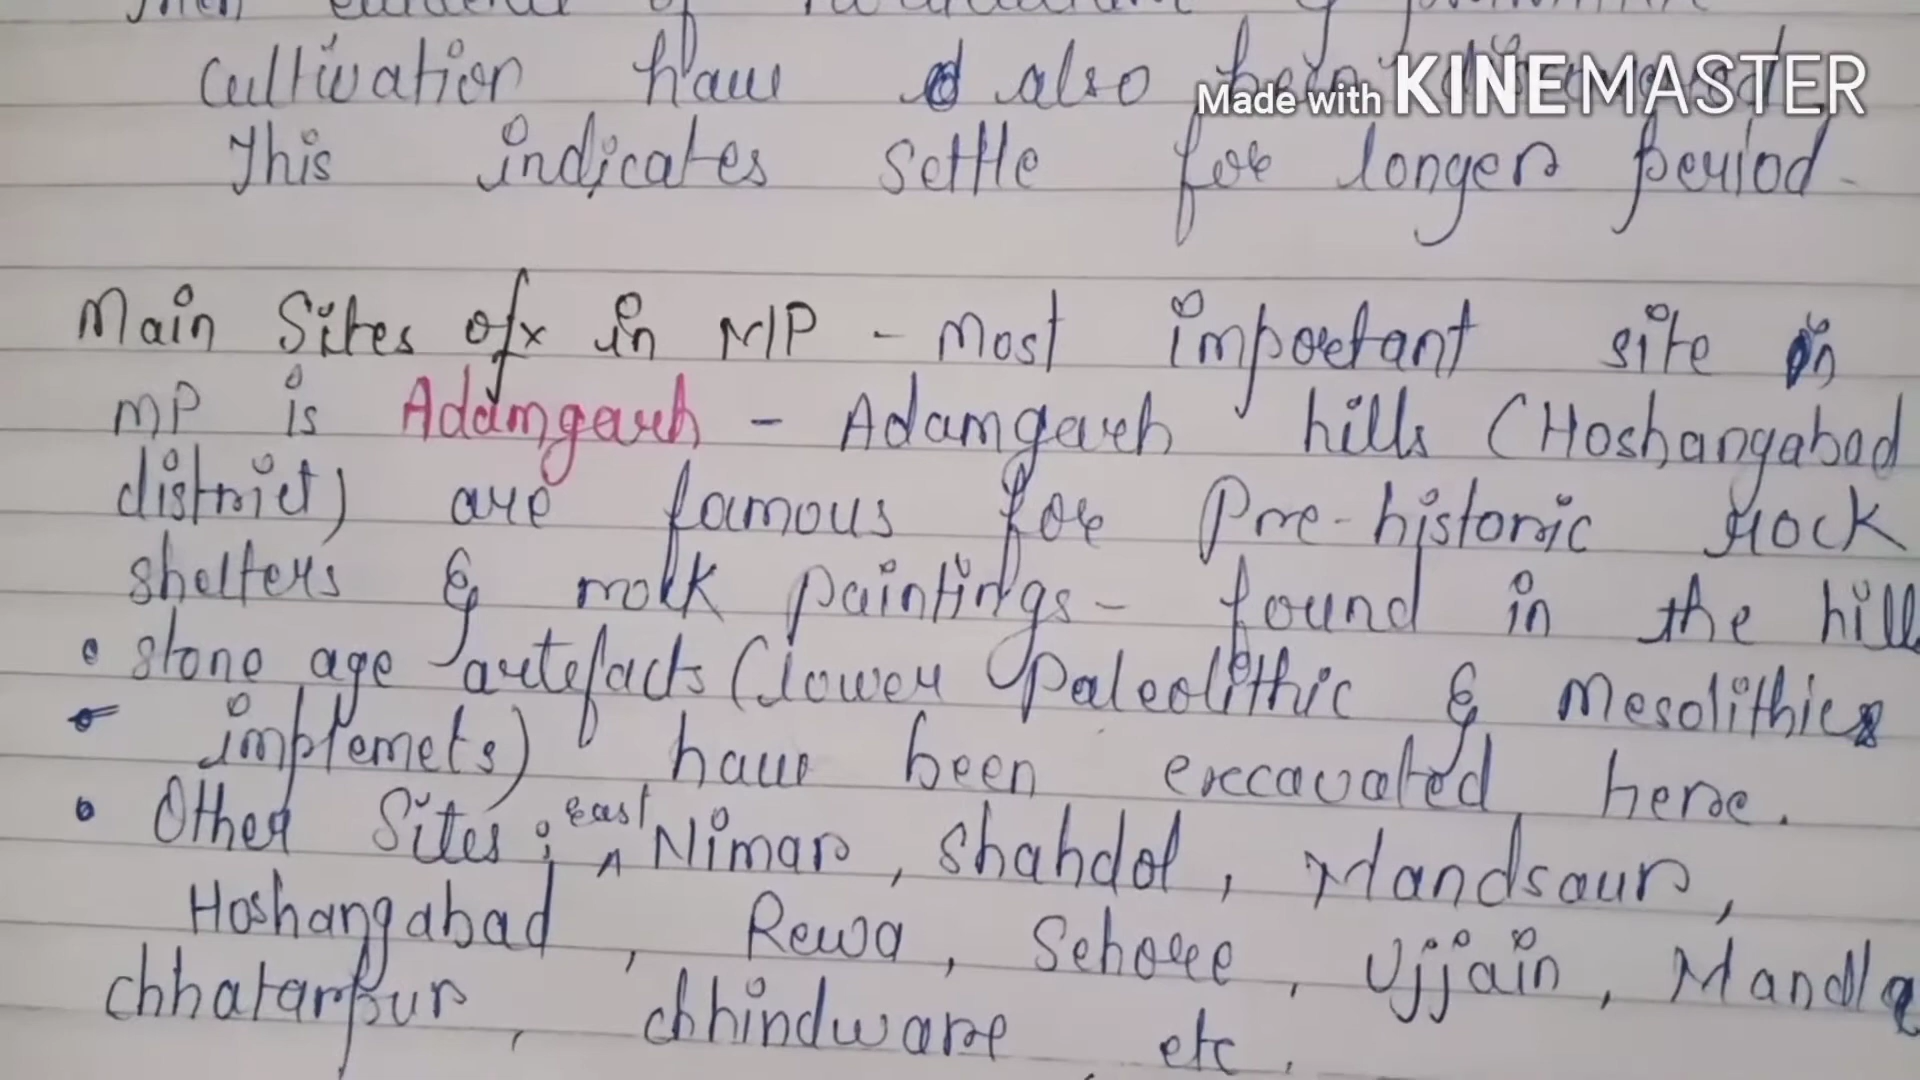 cultivation have also been
Made with KINEMASTER
This indicates settle for longer period.
Main Sites of x in MP - Most important site in
MP is Adamgarh - Adamgarh hills (Hoshangabad
district) are famous for Pre-historic rock
shelters & rock paintings - found in the hill
• stone age artefacts (lower Paleolithic & Mesolithic
implemets) have been exccavated here.
• Other Sites: east Nimar, Shahdol, Mandsaur,
Hoshangabad, Rewa, Sehore, Ujjain, Mandla
chhatarpur, chhindware etc.